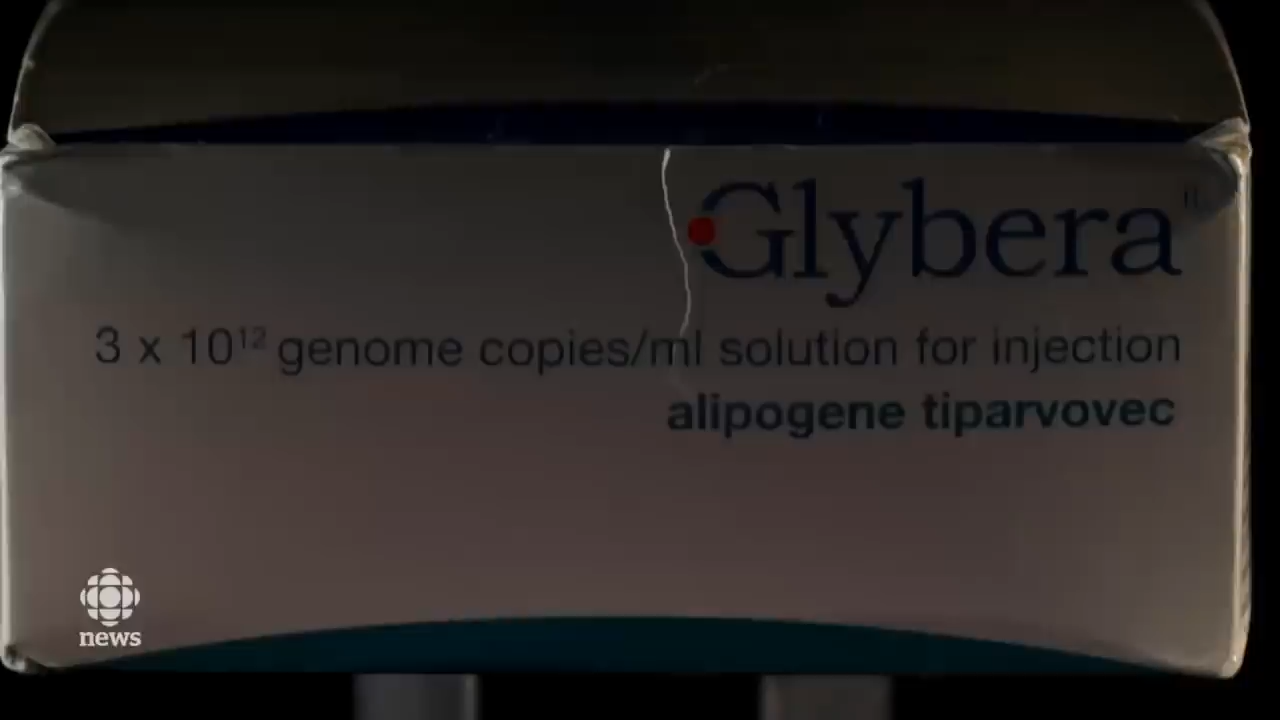 Glybera
3 x 10¹² genome copies/ml solution for injection
alipogene tiparvovec
news